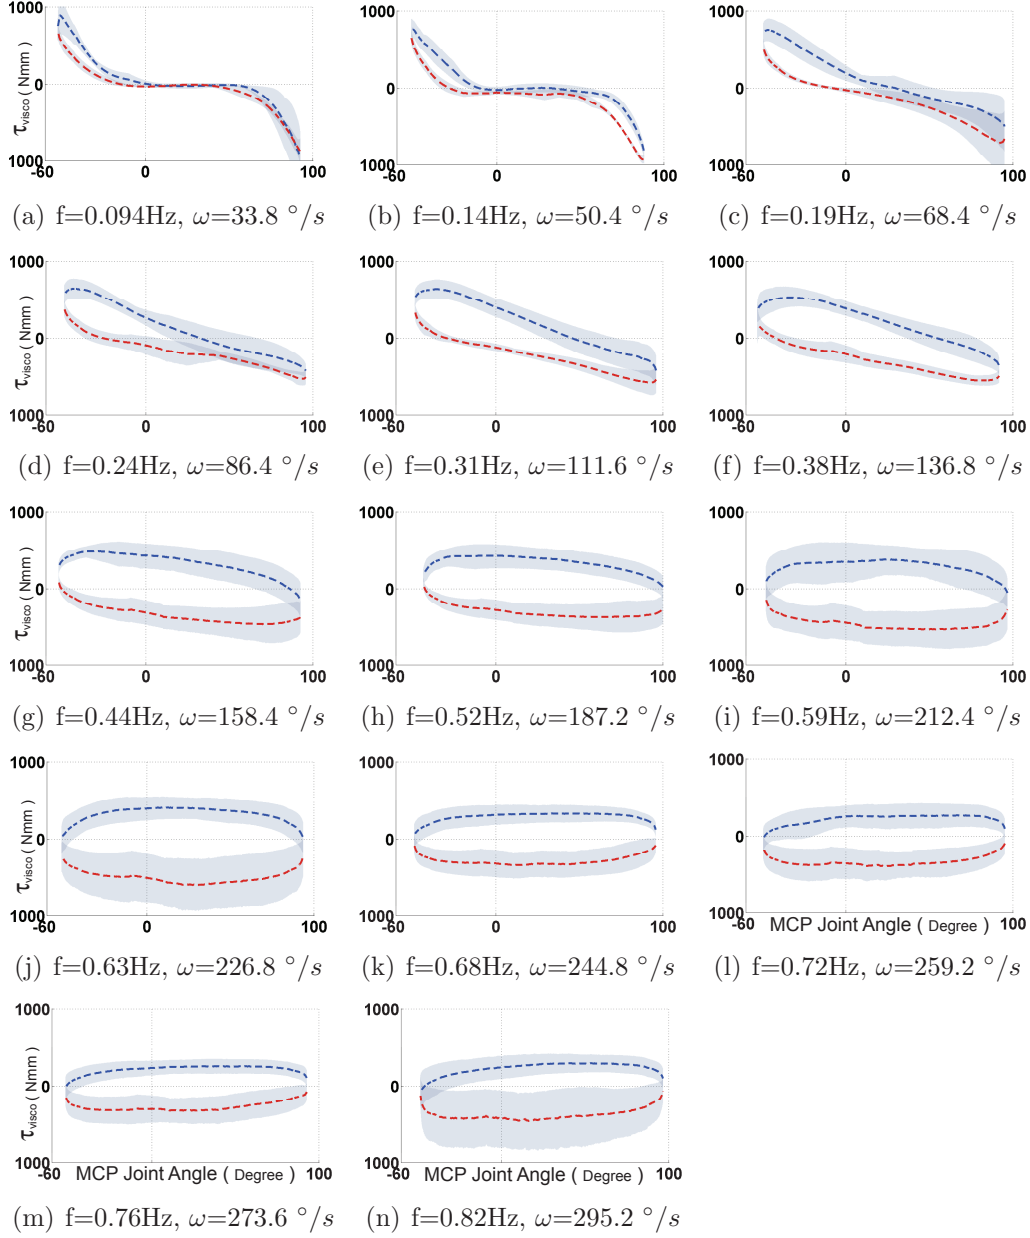 1000 1000 1000
τvisco ( Nmm )
0 0 0
1000 1000 1000
-60 0 100 -60 0 100 -60 0 100
(a) f=0.094Hz, ω=33.8 °/s (b) f=0.14Hz, ω=50.4 °/s (c) f=0.19Hz, ω=68.4 °/s
1000 1000 1000
τvisco ( Nmm )
0 0 0
1000 1000 1000
-60 0 100 -60 0 100 -60 0 100
(d) f=0.24Hz, ω=86.4 °/s (e) f=0.31Hz, ω=111.6 °/s (f) f=0.38Hz, ω=136.8 °/s
1000 1000 1000
τvisco ( Nmm )
0 0 0
1000 1000 1000
-60 0 100 -60 0 100 -60 0 100
(g) f=0.44Hz, ω=158.4 °/s (h) f=0.52Hz, ω=187.2 °/s (i) f=0.59Hz, ω=212.4 °/s
1000 1000 1000
τvisco ( Nmm )
0 0 0
1000 1000 1000
-60 0 100 -60 0 100 -60 MCP Joint Angle ( Degree ) 100
(j) f=0.63Hz, ω=226.8 °/s (k) f=0.68Hz, ω=244.8 °/s (l) f=0.72Hz, ω=259.2 °/s
1000 1000
τvisco ( Nmm )
0 0
1000 1000
-60 MCP Joint Angle ( Degree ) 100 -60 MCP Joint Angle ( Degree ) 100
(m) f=0.76Hz, ω=273.6 °/s (n) f=0.82Hz, ω=295.2 °/s